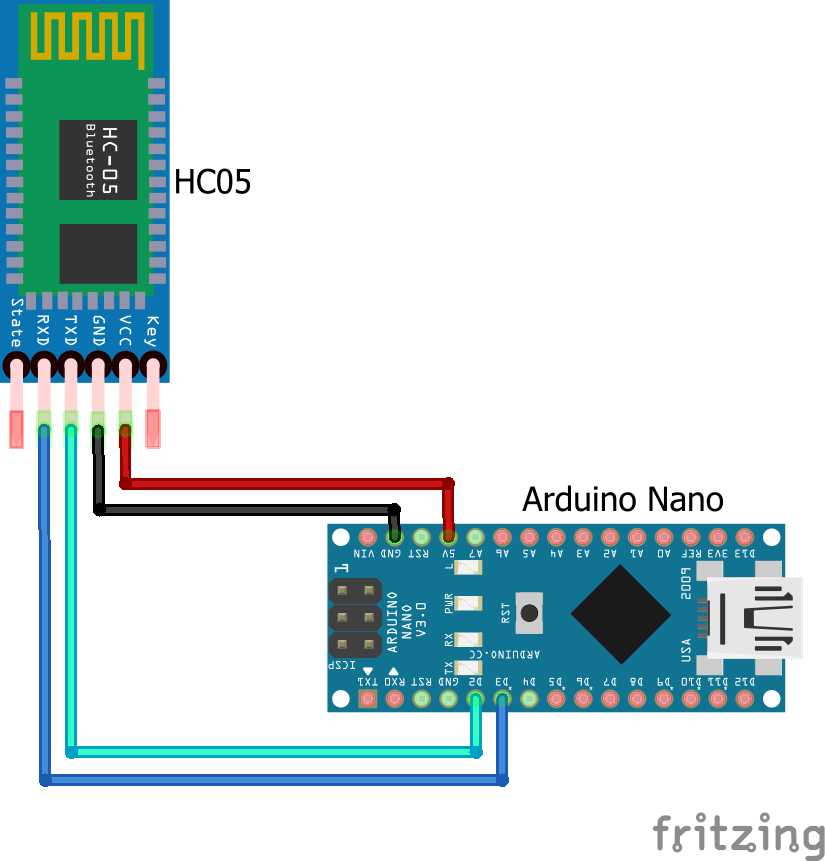 HC-05
Bluetooth
HC05
State
RXD
TXD
GND
VCC
Key
Arduino Nano
VIN
GND
RST
5V
A7
A6
A5
A4
A3
A2
A1
A0
REF
3V3
D13
1
L
PWR
RX
TX
RST
ARDUINO
NANO
V3.0
ARDUINO.CC
2009
USA
ICSP
TX1
RX0
RST
GND
D2
D3*
D4
D5*
D6*
D7
D8
D9*
D10*
D11*
D12
fritzing